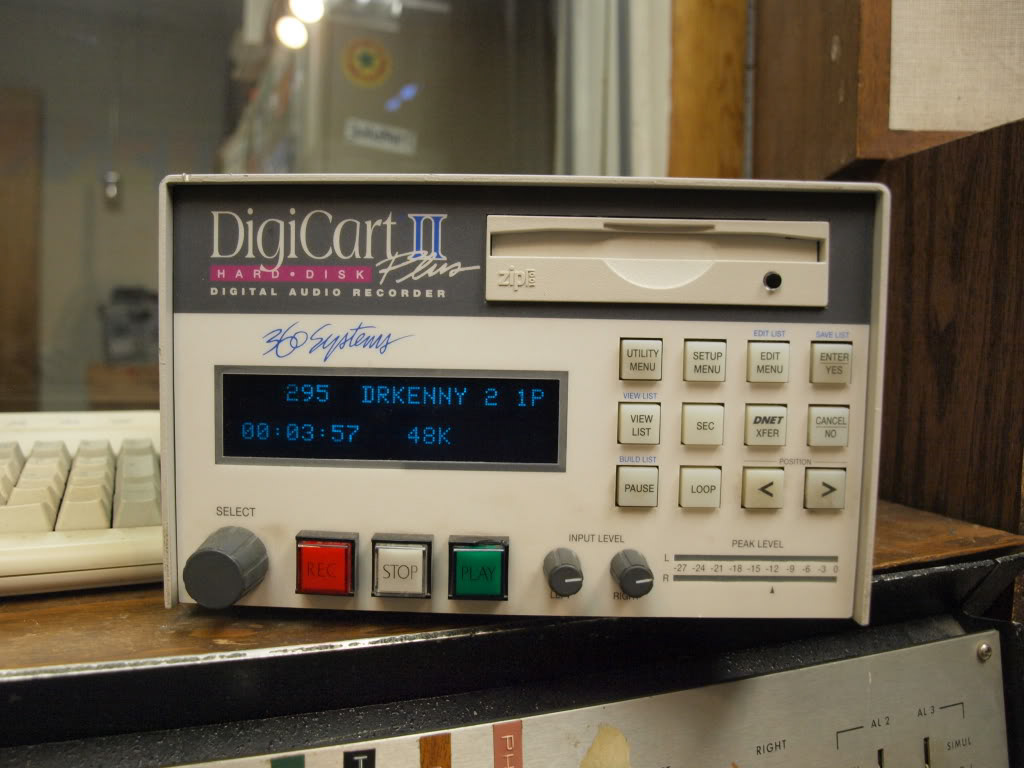 DigiCart II
HARD • DISK Plus
DIGITAL AUDIO RECORDER
zip 100
360 Systems
295 DRKENNY 2 1P
00:03:57 48K
UTILITY MENU
SETUP MENU
EDIT LIST
EDIT MENU
SAVE LIST
ENTER YES
VIEW LIST
VIEW LIST
SEC
DNET XFER
CANCEL NO
BUILD LIST
PAUSE
LOOP
POSITION
<
>
SELECT
REC
STOP
PLAY
INPUT LEVEL
LEFT
RIGHT
PEAK LEVEL
L
-27 -24 -21 -18 -15 -12 -9 -6 -3 0
R
RIGHT
AL 2
AL 3
SIMUL